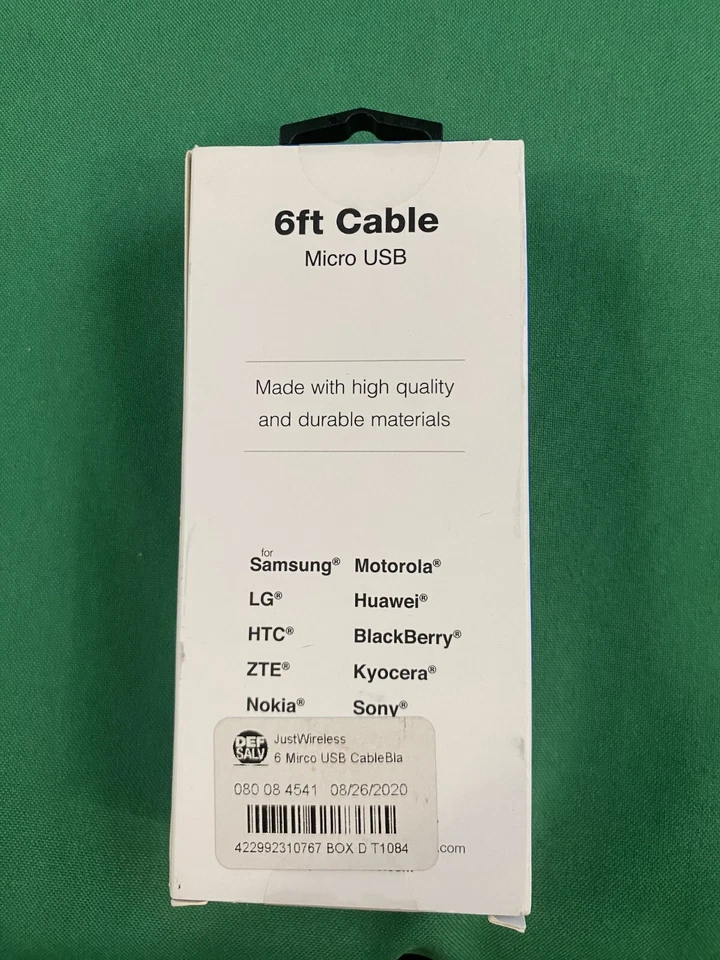 6ft Cable
Micro USB
Made with high quality
and durable materials
for
Samsung® Motorola®
LG® Huawei®
HTC® BlackBerry®
ZTE® Kyocera®
Nokia® Sony®
DEF SALV
JustWireless
6 Mirco USB CableBla
080 08 4541 08/26/2020
422992310767 BOX D T1084
.com